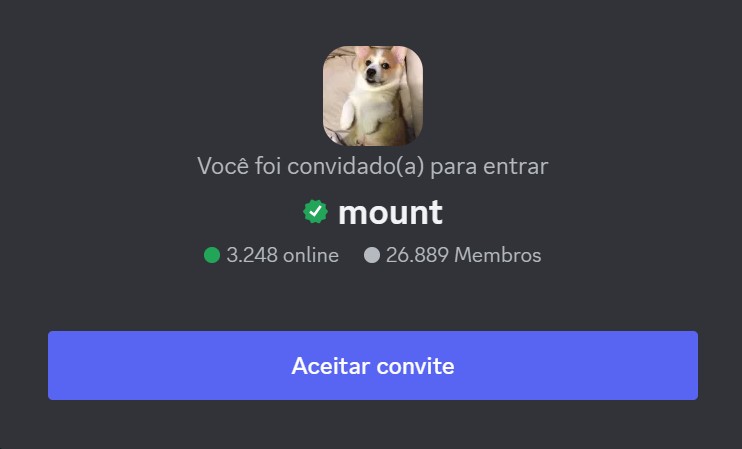 Você foi convidado(a) para entrar
mount
3.248 online 26.889 Membros
Aceitar convite